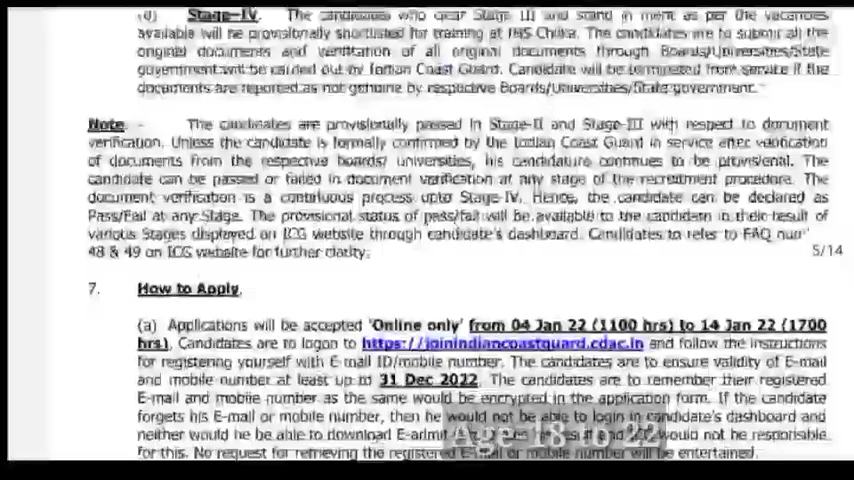 (d) Stage-IV. The candidates who clear Stage III and stand in merit as per the vacancies
available will be provisionally shortlisted for training at INS Chilka. The candidates are to submit all the
original documents and verification of all original documents through Boards/Universities/State
government will be carried out by Indian Coast Guard. Candidate will be terminated from service if the
documents are reported as not genuine by respective Boards/Universities/State government.
Note - The candidates are provisionally passed in Stage-II and Stage-III with respect to document
verification. Unless the candidate is formally confirmed by the Indian Coast Guard in service after verification
of documents from the respective boards/ universities, his candidature continues to be provisional. The
candidate can be passed or failed in document verification at any stage of the recruitment procedure. The
document verification is a continuous process upto Stage-IV. Hence, the candidate can be declared as
Pass/Fail at any Stage. The provisional status of pass/fail will be available to the candidate in their result of
various Stages displayed on ICG website through candidate's dashboard. Candidates to refer to FAQ
48 & 49 on ICG website for further clarity.
5/14
7. How to Apply.
(a) Applications will be accepted 'Online only' from 04 Jan 22 (1100 hrs) to 14 Jan 22 (1700
hrs). Candidates are to logon to https://joinindiancoastguard.cdac.in and follow the instructions
for registering yourself with E-mail ID/mobile number. The candidates are to ensure validity of E-mail
and mobile number at least up to 31 Dec 2022. The candidates are to remember their registered
E-mail and mobile number as the same would be encrypted in the application form. If the candidate
forgets his E-mail or mobile number, then he would not be able to login in candidate's dashboard and
neither would he be able to download E-admit would not be responsible
for this. No request for retrieving the registered E-mail or mobile number will be entertained.
Age-18 to 22